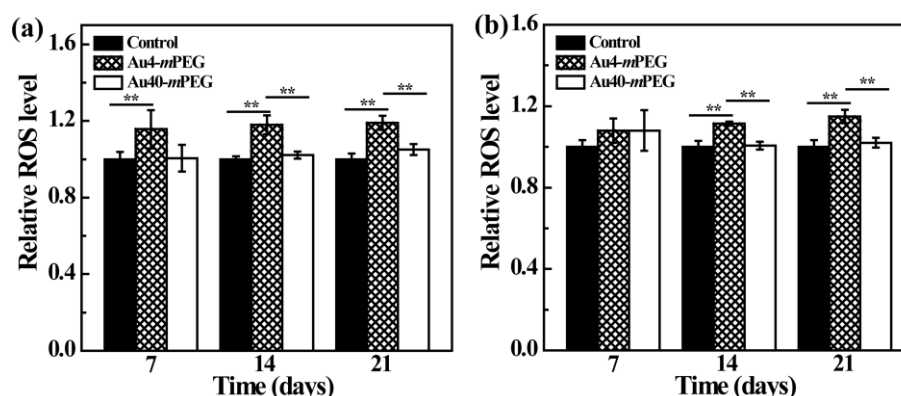 (a)
Relative ROS level
1.6
1.2
0.8
0.4
0.0
Control
Au4-mPEG
Au40-mPEG
**
** **
** **
7 14 21
Time (days)
(b)
Relative ROS level
1.6
1.2
0.8
0.4
0.0
Control
Au4-mPEG
Au40-mPEG
** **
** **
7 14 21
Time (days)